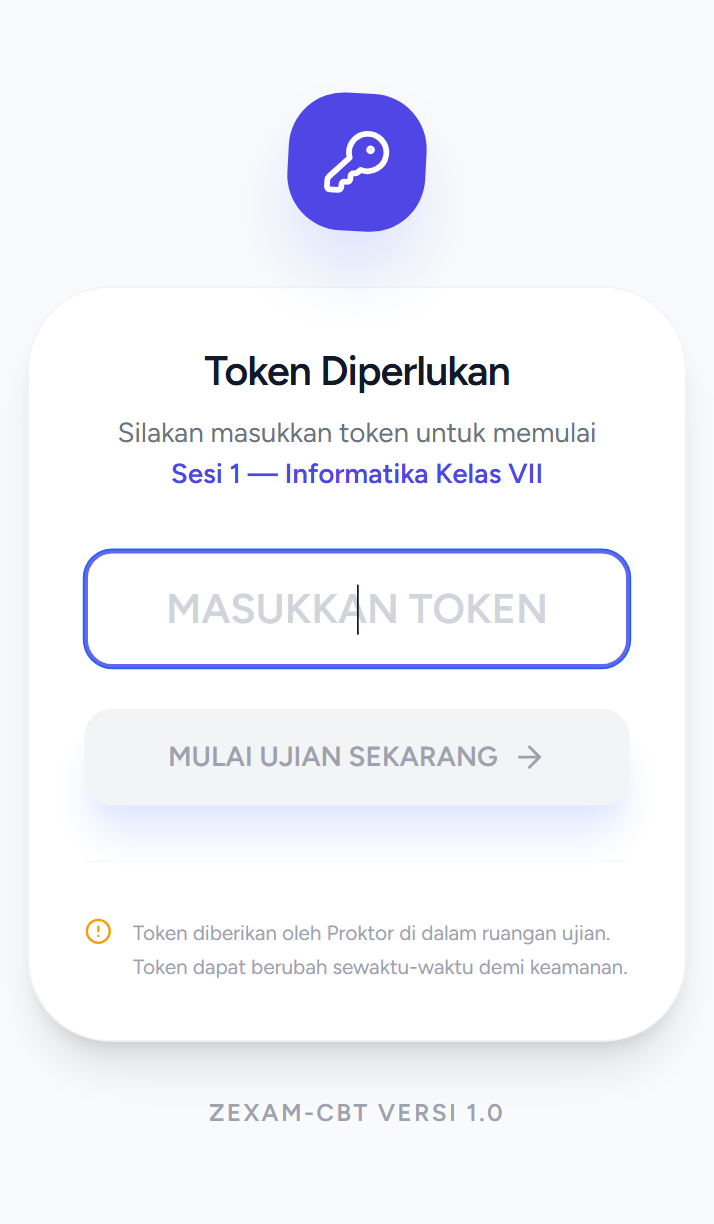 Token Diperlukan
Silakan masukkan token untuk memulai
Sesi 1 — Informatika Kelas VII
MASUKKAN TOKEN
MULAI UJIAN SEKARANG →
Token diberikan oleh Proktor di dalam ruangan ujian.
Token dapat berubah sewaktu-waktu demi keamanan.
ZEXAM-CBT VERSI 1.0